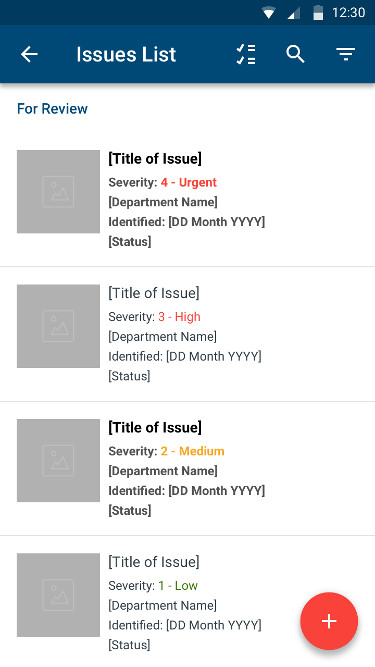 12:30
Issues List
For Review
[Title of Issue]
Severity: 4 - Urgent
[Department Name]
Identified: [DD Month YYYY]
[Status]
[Title of Issue]
Severity: 3 - High
[Department Name]
Identified: [DD Month YYYY]
[Status]
[Title of Issue]
Severity: 2 - Medium
[Department Name]
Identified: [DD Month YYYY]
[Status]
[Title of Issue]
Severity: 1 - Low
[Department Name]
Identified: [DD Month YYYY]
[Status]